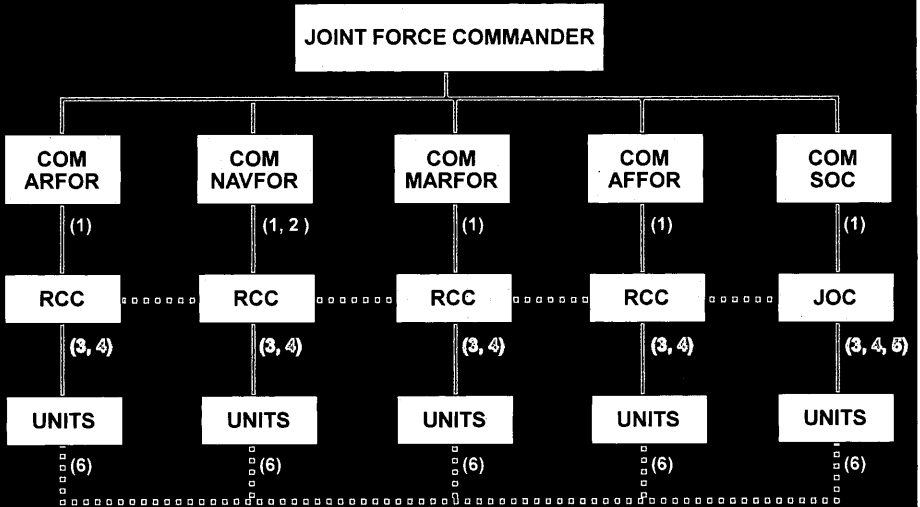 JOINT FORCE COMMANDER
COM
ARFOR
COM
NAVFOR
COM
MARFOR
COM
AFFOR
COM
SOC
(1)
(1, 2 )
(1)
(1)
(1)
RCC
RCC
RCC
RCC
JOC
(3, 4)
(3, 4)
(3, 4)
(3, 4)
(3, 4, 5)
UNITS
UNITS
UNITS
UNITS
UNITS
(6)
(6)
(6)
(6)
(6)